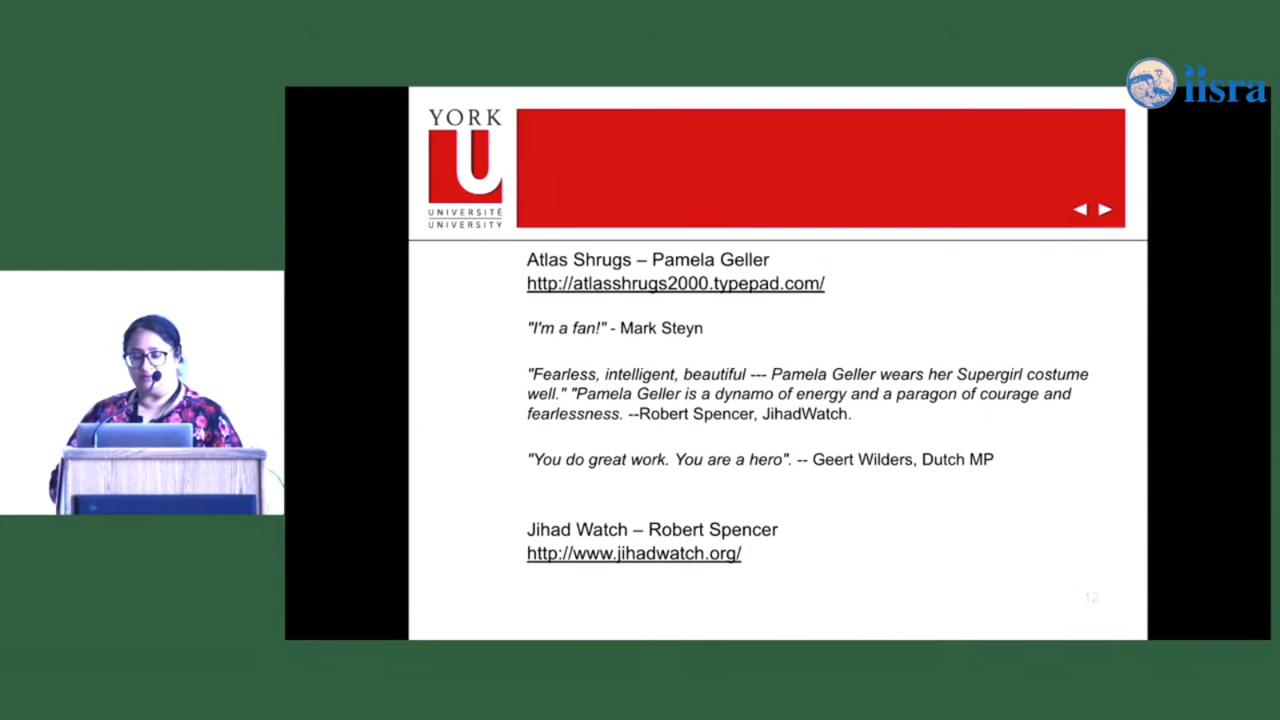 iisra
YORK
U
UNIVERSITÉ
UNIVERSITY
Atlas Shrugs – Pamela Geller
http://atlasshrugs2000.typepad.com/
"I'm a fan!" - Mark Steyn
"Fearless, intelligent, beautiful --- Pamela Geller wears her Supergirl costume
well." "Pamela Geller is a dynamo of energy and a paragon of courage and
fearlessness. --Robert Spencer, JihadWatch.
"You do great work. You are a hero". -- Geert Wilders, Dutch MP
Jihad Watch – Robert Spencer
http://www.jihadwatch.org/
12